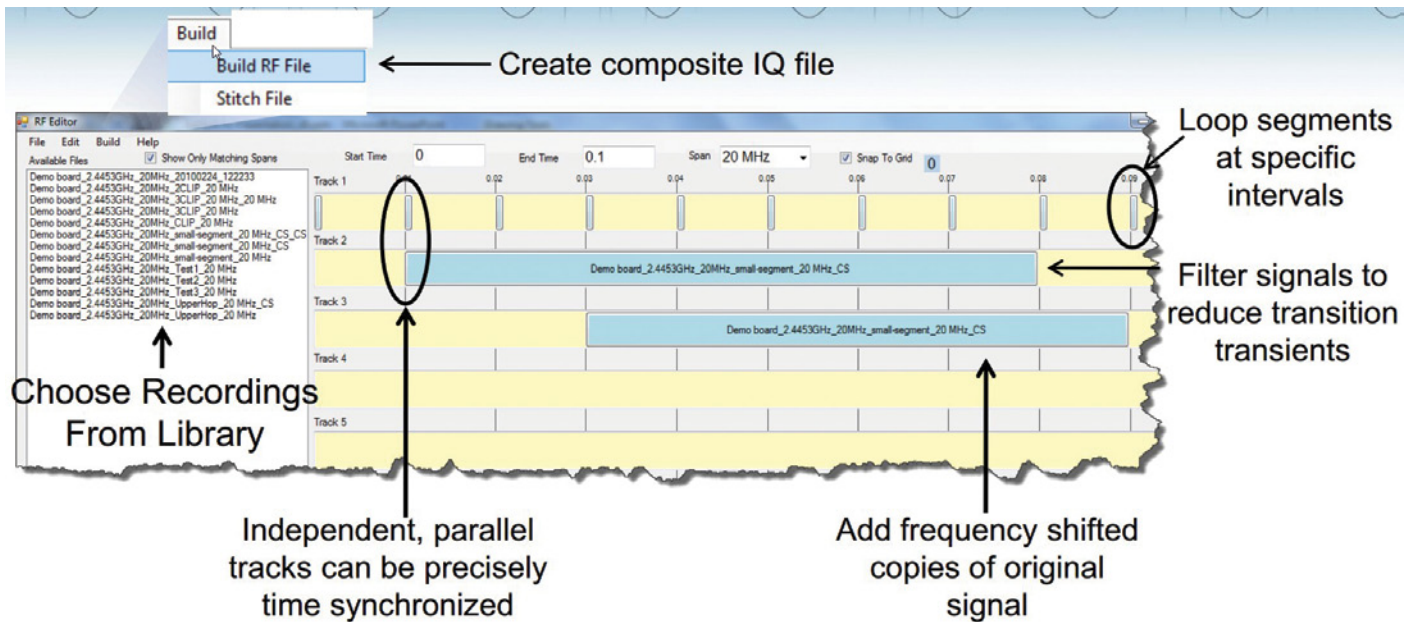 Build
Build RF File
Stitch File
Create composite IQ file
RF Editor
File Edit Build Help
Available Files
Show Only Matching Spans
Start Time 0
End Time 0.1
Span 20 MHz
Snap To Grid 0
Demo board_2.4453GHz_20MHz_20100224_122233
Demo board_2.4453GHz_20MHz_2CLIP_20 MHz
Demo board_2.4453GHz_20MHz_3CLIP_20 MHz_20 MHz
Demo board_2.4453GHz_20MHz_3CLIP_20 MHz
Demo board_2.4453GHz_20MHz_CLIP_20 MHz
Demo board_2.4453GHz_20MHz_small-segment_20 MHz_CS_CS
Demo board_2.4453GHz_20MHz_small-segment_20 MHz_CS
Demo board_2.4453GHz_20MHz_small-segment_20 MHz
Demo board_2.4453GHz_20MHz_Test1_20 MHz
Demo board_2.4453GHz_20MHz_Test2_20 MHz
Demo board_2.4453GHz_20MHz_Test3_20 MHz
Demo board_2.4453GHz_20MHz_UpperHop_20 MHz_CS
Demo board_2.4453GHz_20MHz_UpperHop_20 MHz
Choose Recordings
From Library
Track 1
0.02 0.03 0.04 0.05 0.06 0.07 0.08 0.09
Track 2
Demo board_2.4453GHz_20MHz_small-segment_20 MHz_CS
Track 3
Demo board_2.4453GHz_20MHz_small-segment_20 MHz_CS
Track 4
Track 5
Loop segments
at specific
intervals
Filter signals to
reduce transition
transients
Independent, parallel
tracks can be precisely
time synchronized
Add frequency shifted
copies of original
signal